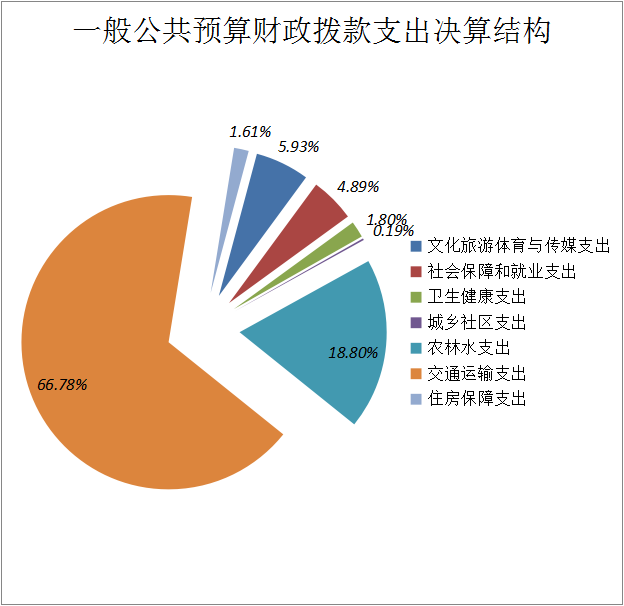 一般公共预算财政拨款支出决算结构
1.61%
5.93%
4.89%
1.80%
0.19%
18.80%
66.78%
文化旅游体育与传媒支出
社会保障和就业支出
卫生健康支出
城乡社区支出
农林水支出
交通运输支出
住房保障支出